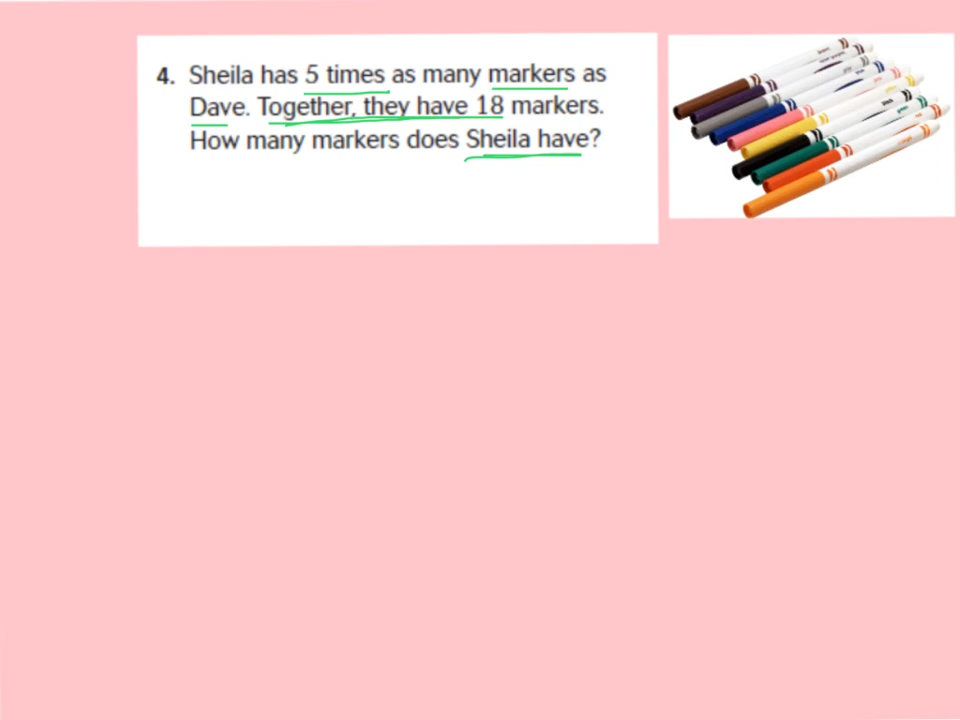 4. Sheila has 5 times as many markers as
Dave. Together, they have 18 markers.
How many markers does Sheila have?